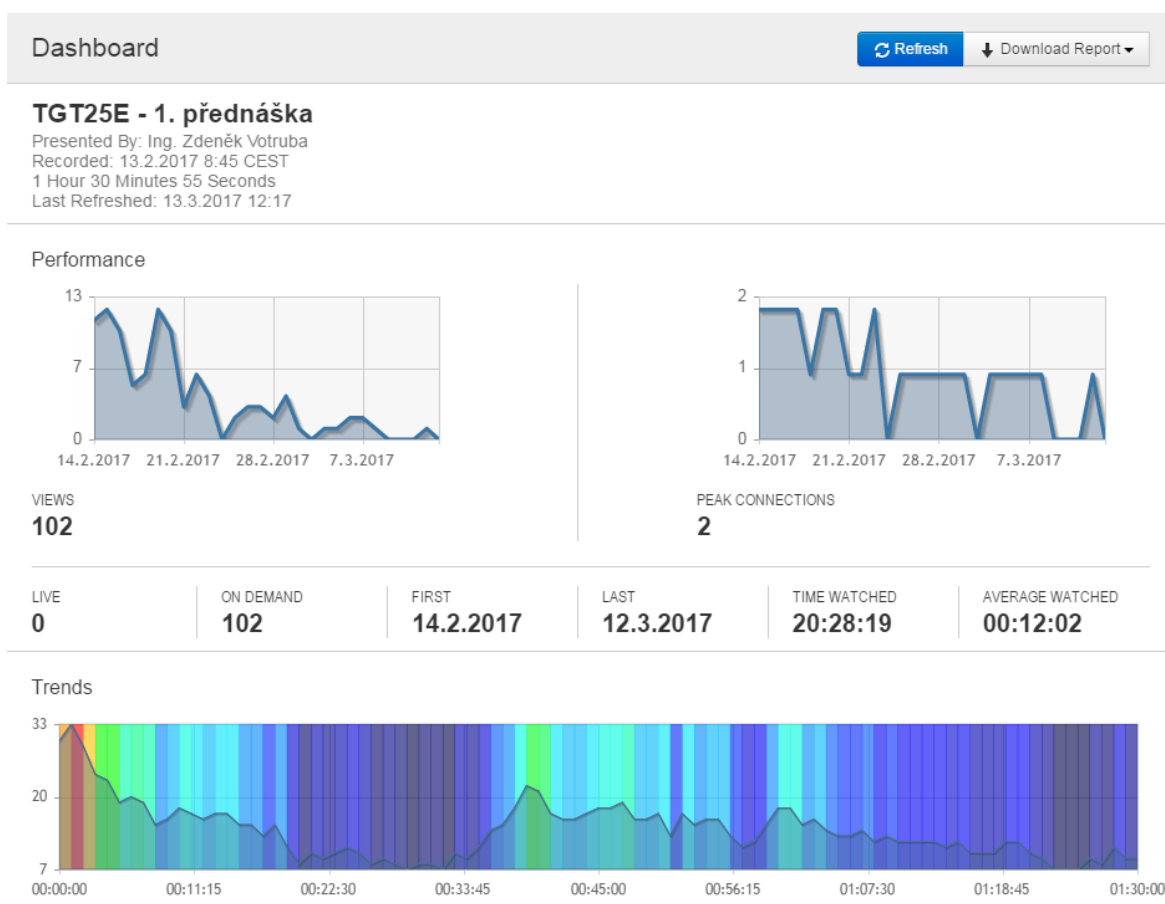 Dashboard
Refresh
Download Report
TGT25E - 1. přednáška
Presented By: Ing. Zdeněk Votruba
Recorded: 13.2.2017 8:45 CEST
1 Hour 30 Minutes 55 Seconds
Last Refreshed: 13.3.2017 12:17
Performance
13
7
0
14.2.2017 21.2.2017 28.2.2017 7.3.2017
VIEWS
102
2
1
0
14.2.2017 21.2.2017 28.2.2017 7.3.2017
PEAK CONNECTIONS
2
LIVE
0
ON DEMAND
102
FIRST
14.2.2017
LAST
12.3.2017
TIME WATCHED
20:28:19
AVERAGE WATCHED
00:12:02
Trends
33
20
7
00:00:00 00:11:15 00:22:30 00:33:45 00:45:00 00:56:15 01:07:30 01:18:45 01:30:00